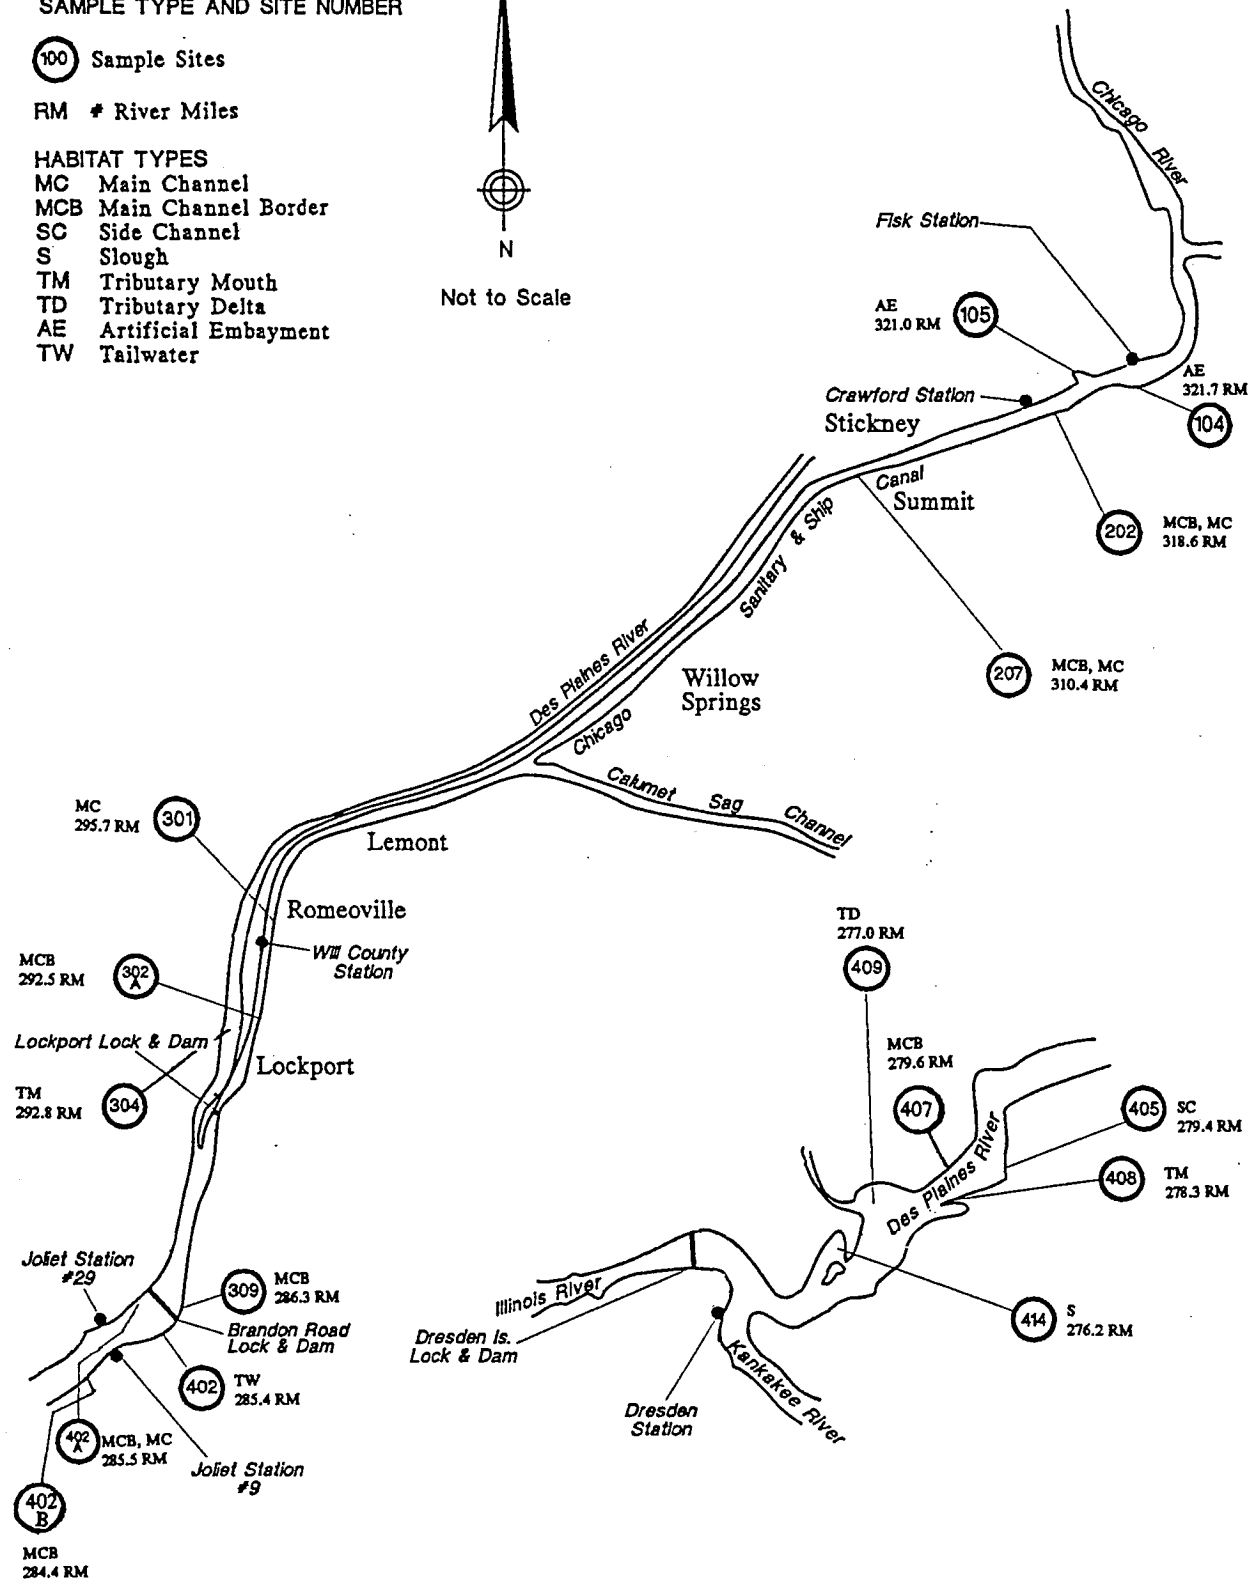 SAMPLE TYPE AND SITE NUMBER
100 Sample Sites
RM # River Miles
HABITAT TYPES
MC Main Channel
MCB Main Channel Border
SC Side Channel
S Slough
TM Tributary Mouth
TD Tributary Delta
AE Artificial Embayment
TW Tailwater
N
Not to Scale
Chicago River
Fisk Station
AE
321.0 RM
105
AE
321.7 RM
104
Crawford Station
Stickney
Canal
Summit
202
MCB, MC
318.6 RM
Sanitary & Ship
Des Plaines River
207
MCB, MC
310.4 RM
Willow
Springs
Chicago
Calumet Sag Channel
MC
295.7 RM
301
Lemont
Romeoville
Will County
Station
MCB
292.5 RM
302
A
Lockport Lock & Dam
Lockport
TM
292.8 RM
304
TD
277.0 RM
409
MCB
279.6 RM
407
405
SC
279.4 RM
408
TM
278.3 RM
Des Plaines River
Joliet Station
#29
309
MCB
286.3 RM
Brandon Road
Lock & Dam
402
TW
285.4 RM
402
A
MCB, MC
285.5 RM
Joliet Station
#9
402
B
MCB
284.4 RM
Illinois River
Dresden Is.
Lock & Dam
414
S
276.2 RM
Kankakee River
Dresden
Station